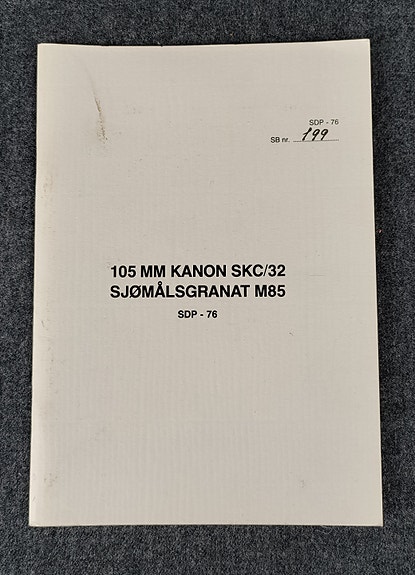 SDP - 76
SB nr. 199
105 MM KANON SKC/32
SJØMÅLSGRANAT M85
SDP - 76